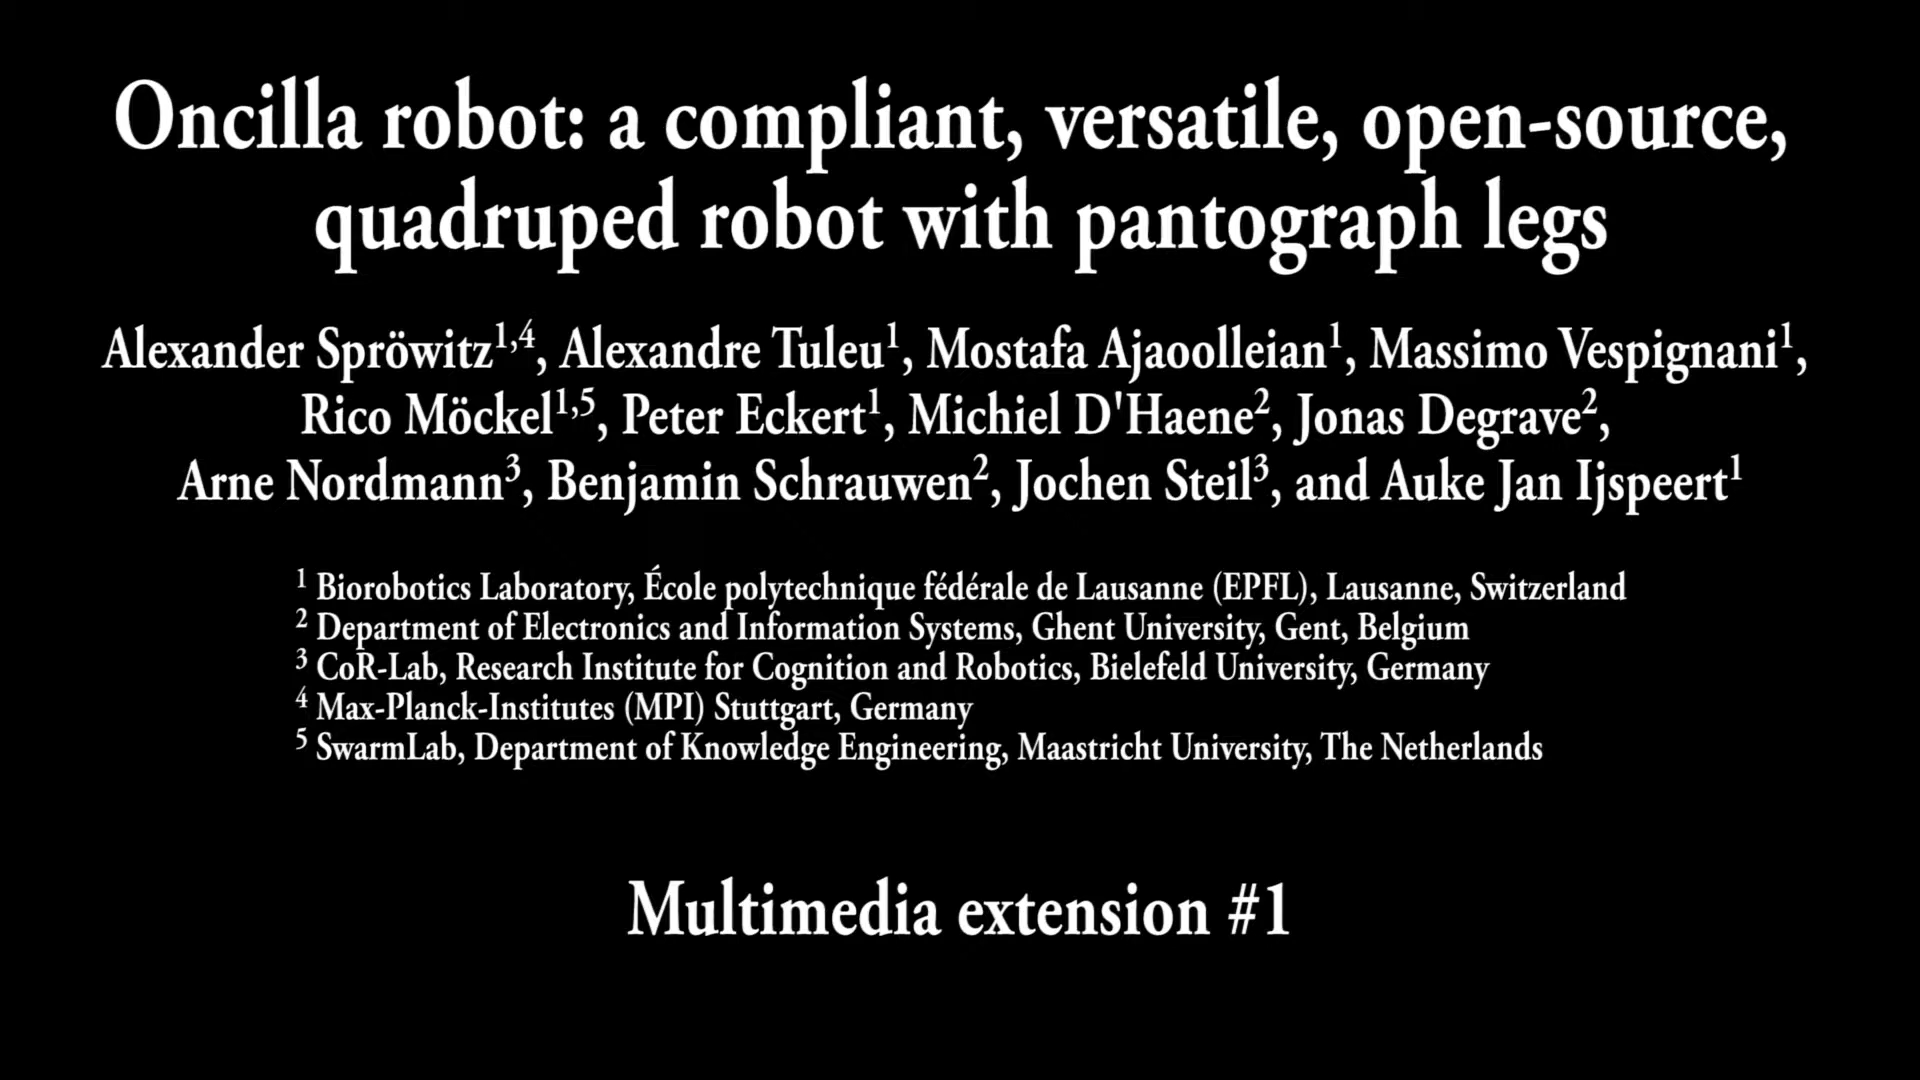 Oncilla robot: a compliant, versatile, open-source,
quadruped robot with pantograph legs
Alexander Spröwitz1,4, Alexandre Tuleu1, Mostafa Ajaoolleian1, Massimo Vespignani1,
Rico Möckel1,5, Peter Eckert1, Michiel D'Haene2, Jonas Degrave2,
Arne Nordmann3, Benjamin Schrauwen2, Jochen Steil3, and Auke Jan Ijspeert1
1 Biorobotics Laboratory, École polytechnique fédérale de Lausanne (EPFL), Lausanne, Switzerland
2 Department of Electronics and Information Systems, Ghent University, Gent, Belgium
3 CoR-Lab, Research Institute for Cognition and Robotics, Bielefeld University, Germany
4 Max-Planck-Institutes (MPI) Stuttgart, Germany
5 SwarmLab, Department of Knowledge Engineering, Maastricht University, The Netherlands
Multimedia extension #1